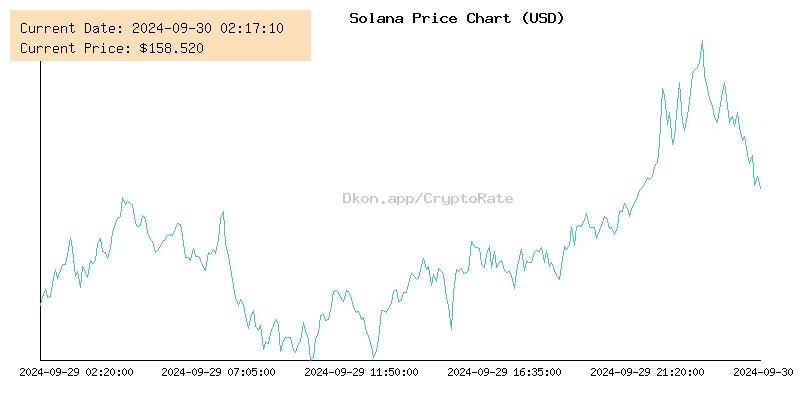 Solana Price Chart (USD)
Current Date: 2024-09-30 02:17:10
Current Price: $158.520
Dkon.app/CryptoRate
2024-09-29 02:20:00 2024-09-29 07:05:00 2024-09-29 11:50:00 2024-09-29 16:35:00 2024-09-29 21:20:00 2024-09-30